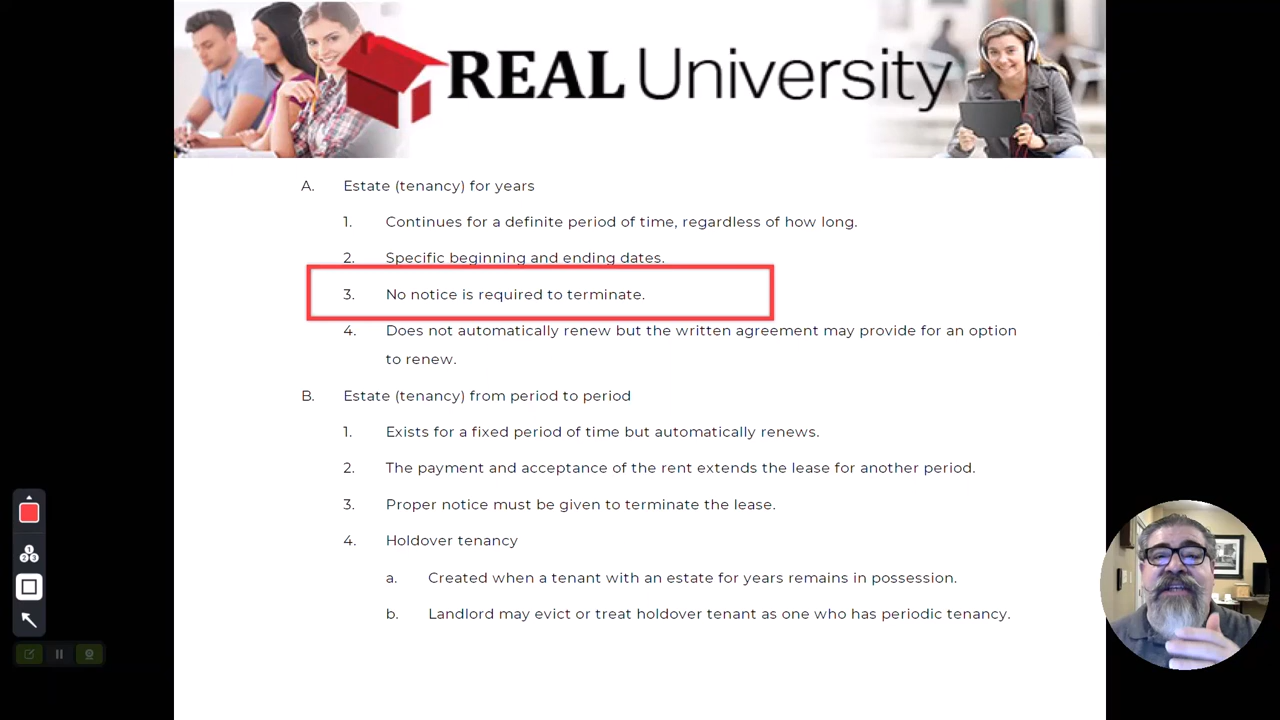 REAL University
A. Estate (tenancy) for years
1. Continues for a definite period of time, regardless of how long.
2. Specific beginning and ending dates.
3. No notice is required to terminate.
4. Does not automatically renew but the written agreement may provide for an option
to renew.
B. Estate (tenancy) from period to period
1. Exists for a fixed period of time but automatically renews.
2. The payment and acceptance of the rent extends the lease for another period.
3. Proper notice must be given to terminate the lease.
4. Holdover tenancy
a. Created when a tenant with an estate for years remains in possession.
b. Landlord may evict or treat holdover tenant as one who has periodic tenancy.